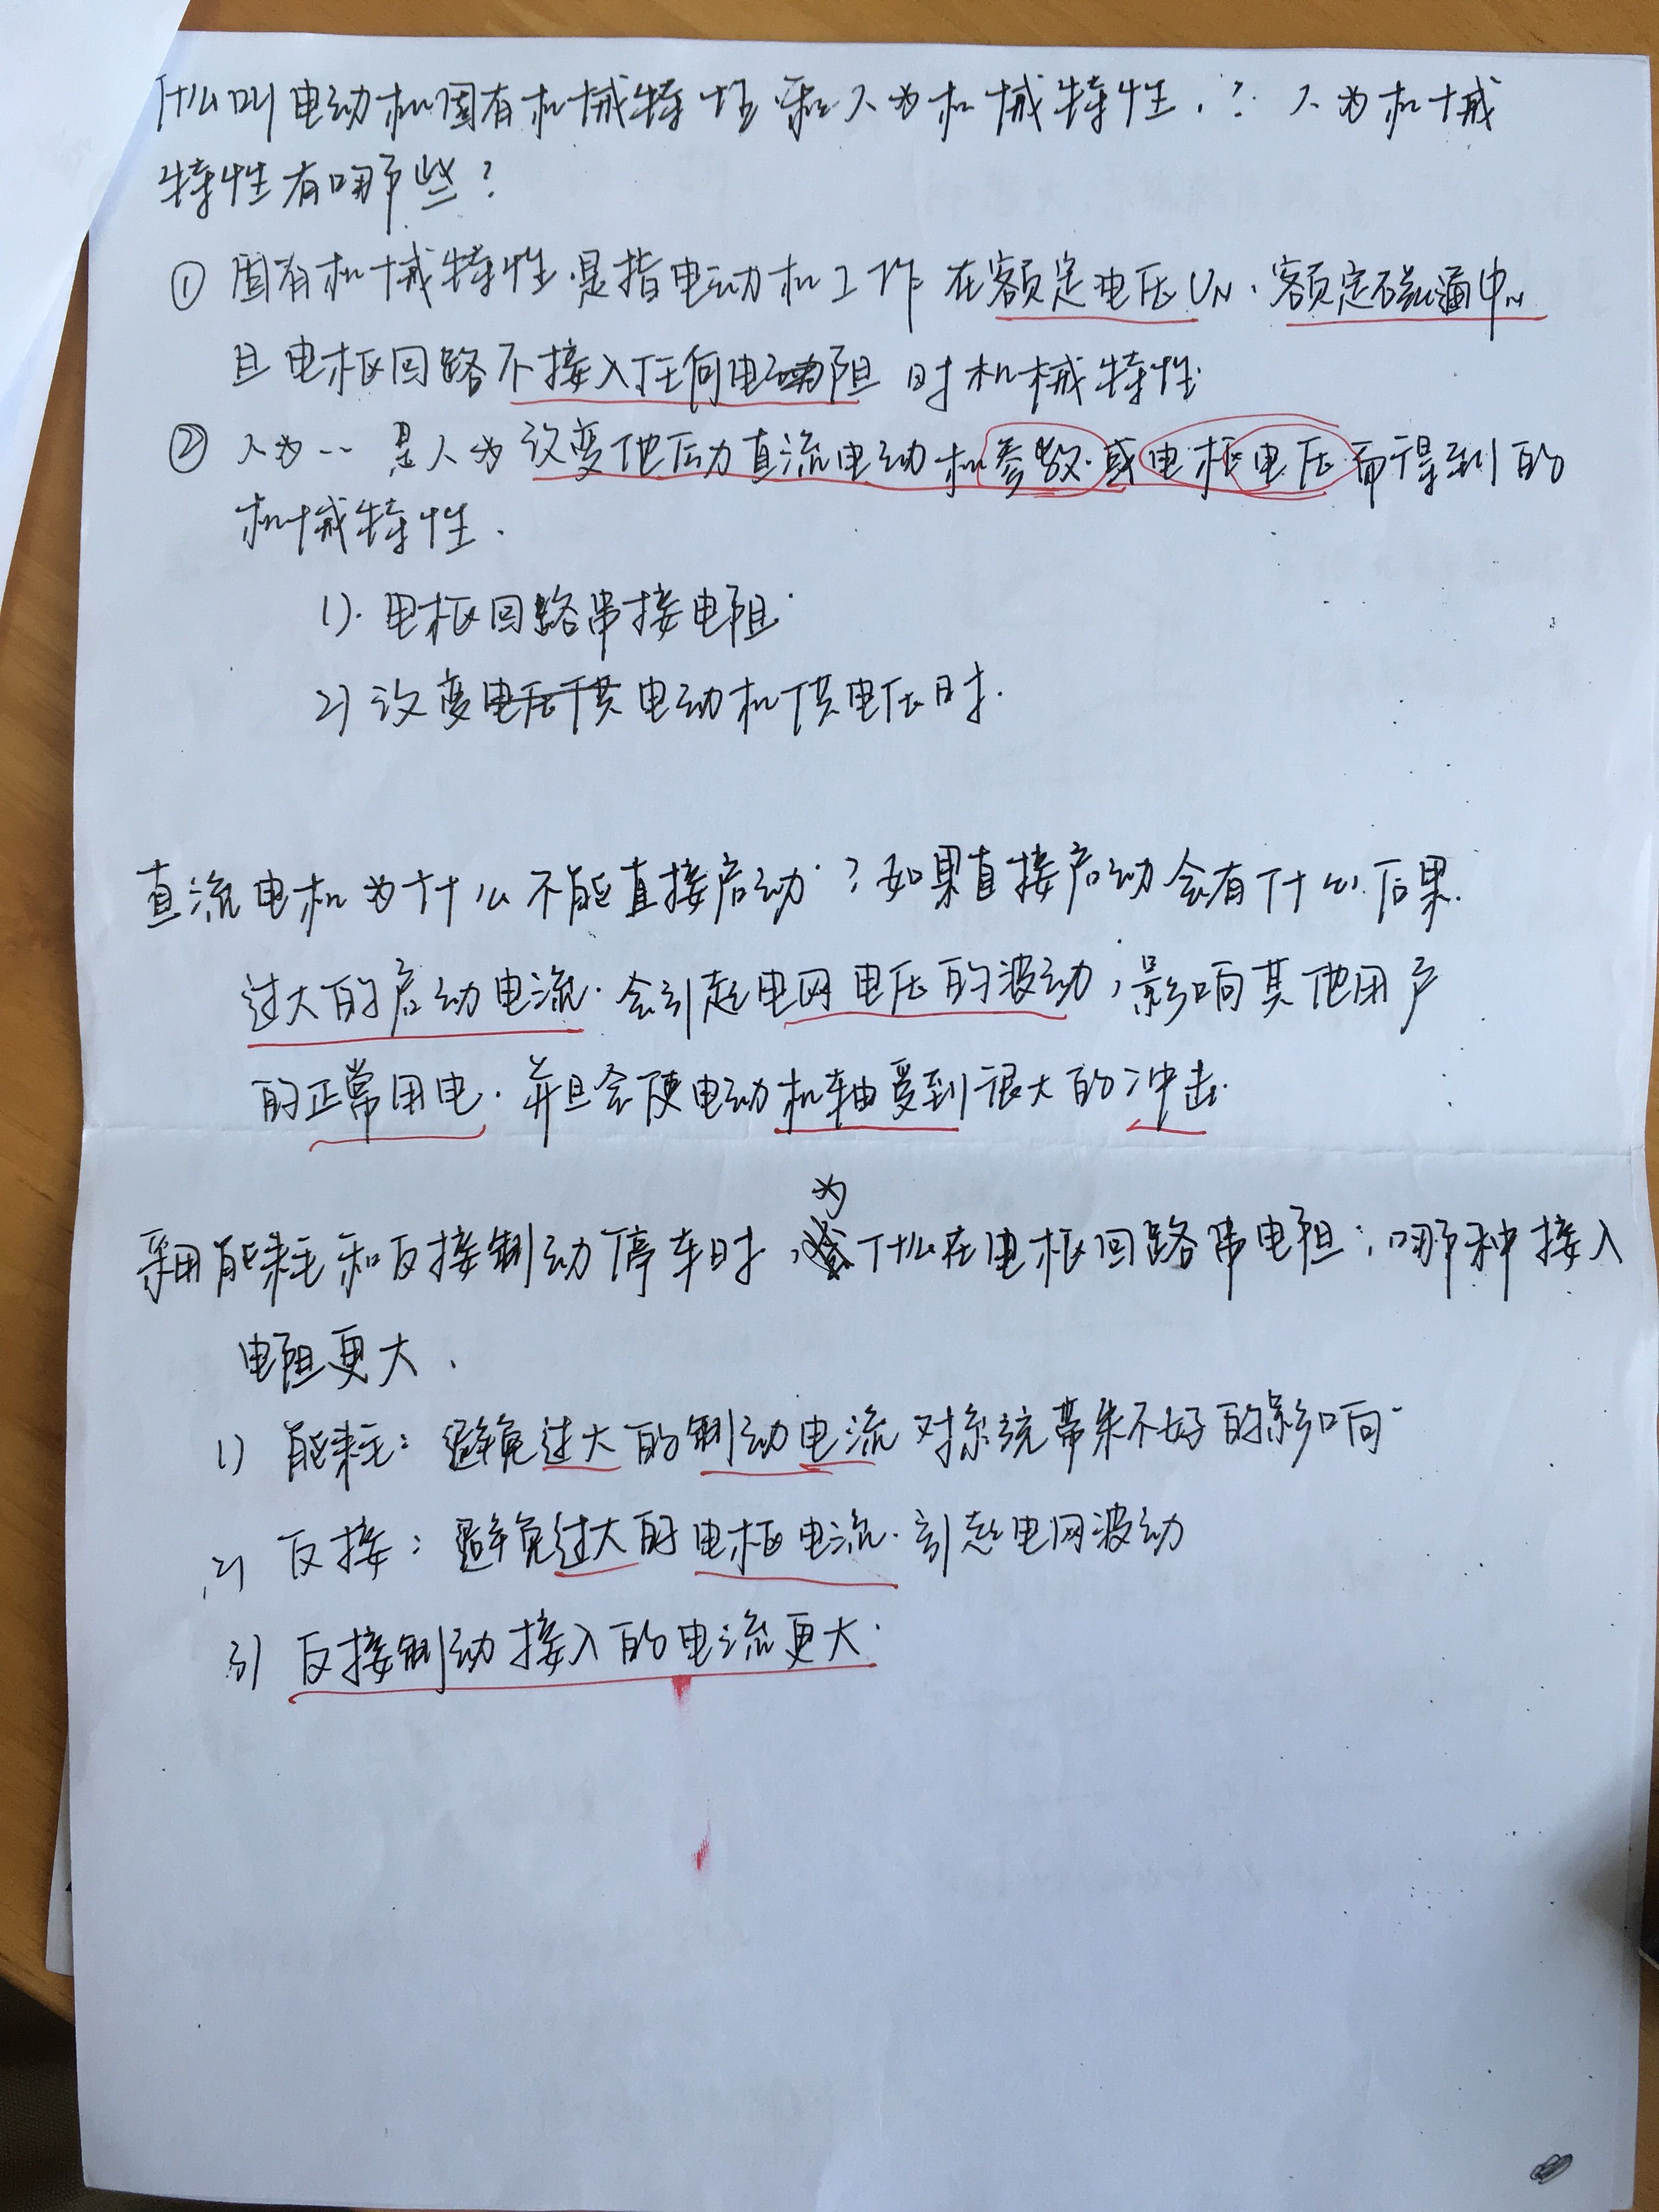 什么叫电动机固有机械特性和人为机械特性.? 人为机械
特性有哪些?
① 固有机械特性.是指电动机工作在额定电压UN、额定磁通ΦN
且电枢回路不接入任何电阻时机械特性.
② 人为-- 是人为改变他励直流电动机参数.或电枢电压而得到的
机械特性.
1). 电枢回路串接电阻.
2) 改变电动机供电压时.
直流电机为什么不能直接启动? 如果直接启动会有什么后果.
过大的启动电流.会引起电网电压的波动,影响其他用户
的正常用电.并且会使电动机轴受到很大的冲击.
采用能耗和反接制动停车时,为什么在电枢回路串电阻;哪种接入
电阻更大.
1) 能耗: 避免过大的制动电流对系统带来不好的影响
2) 反接: 避免过大的电枢电流.引起电网波动
3) 反接制动接入的电流更大.